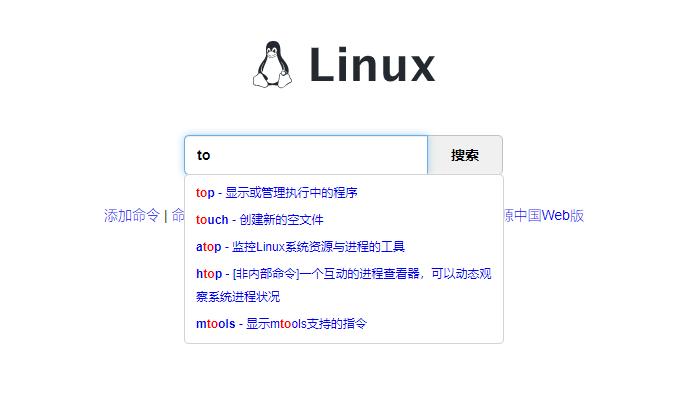 Linux
to
搜索
top - 显示或管理执行中的程序
touch - 创建新的空文件
atop - 监控Linux系统资源与进程的工具
htop - [非内部命令]一个互动的进程查看器，可以动态观
察系统进程状况
mtools - 显示mtools支持的指令
添加命令 | 命 源中国Web版